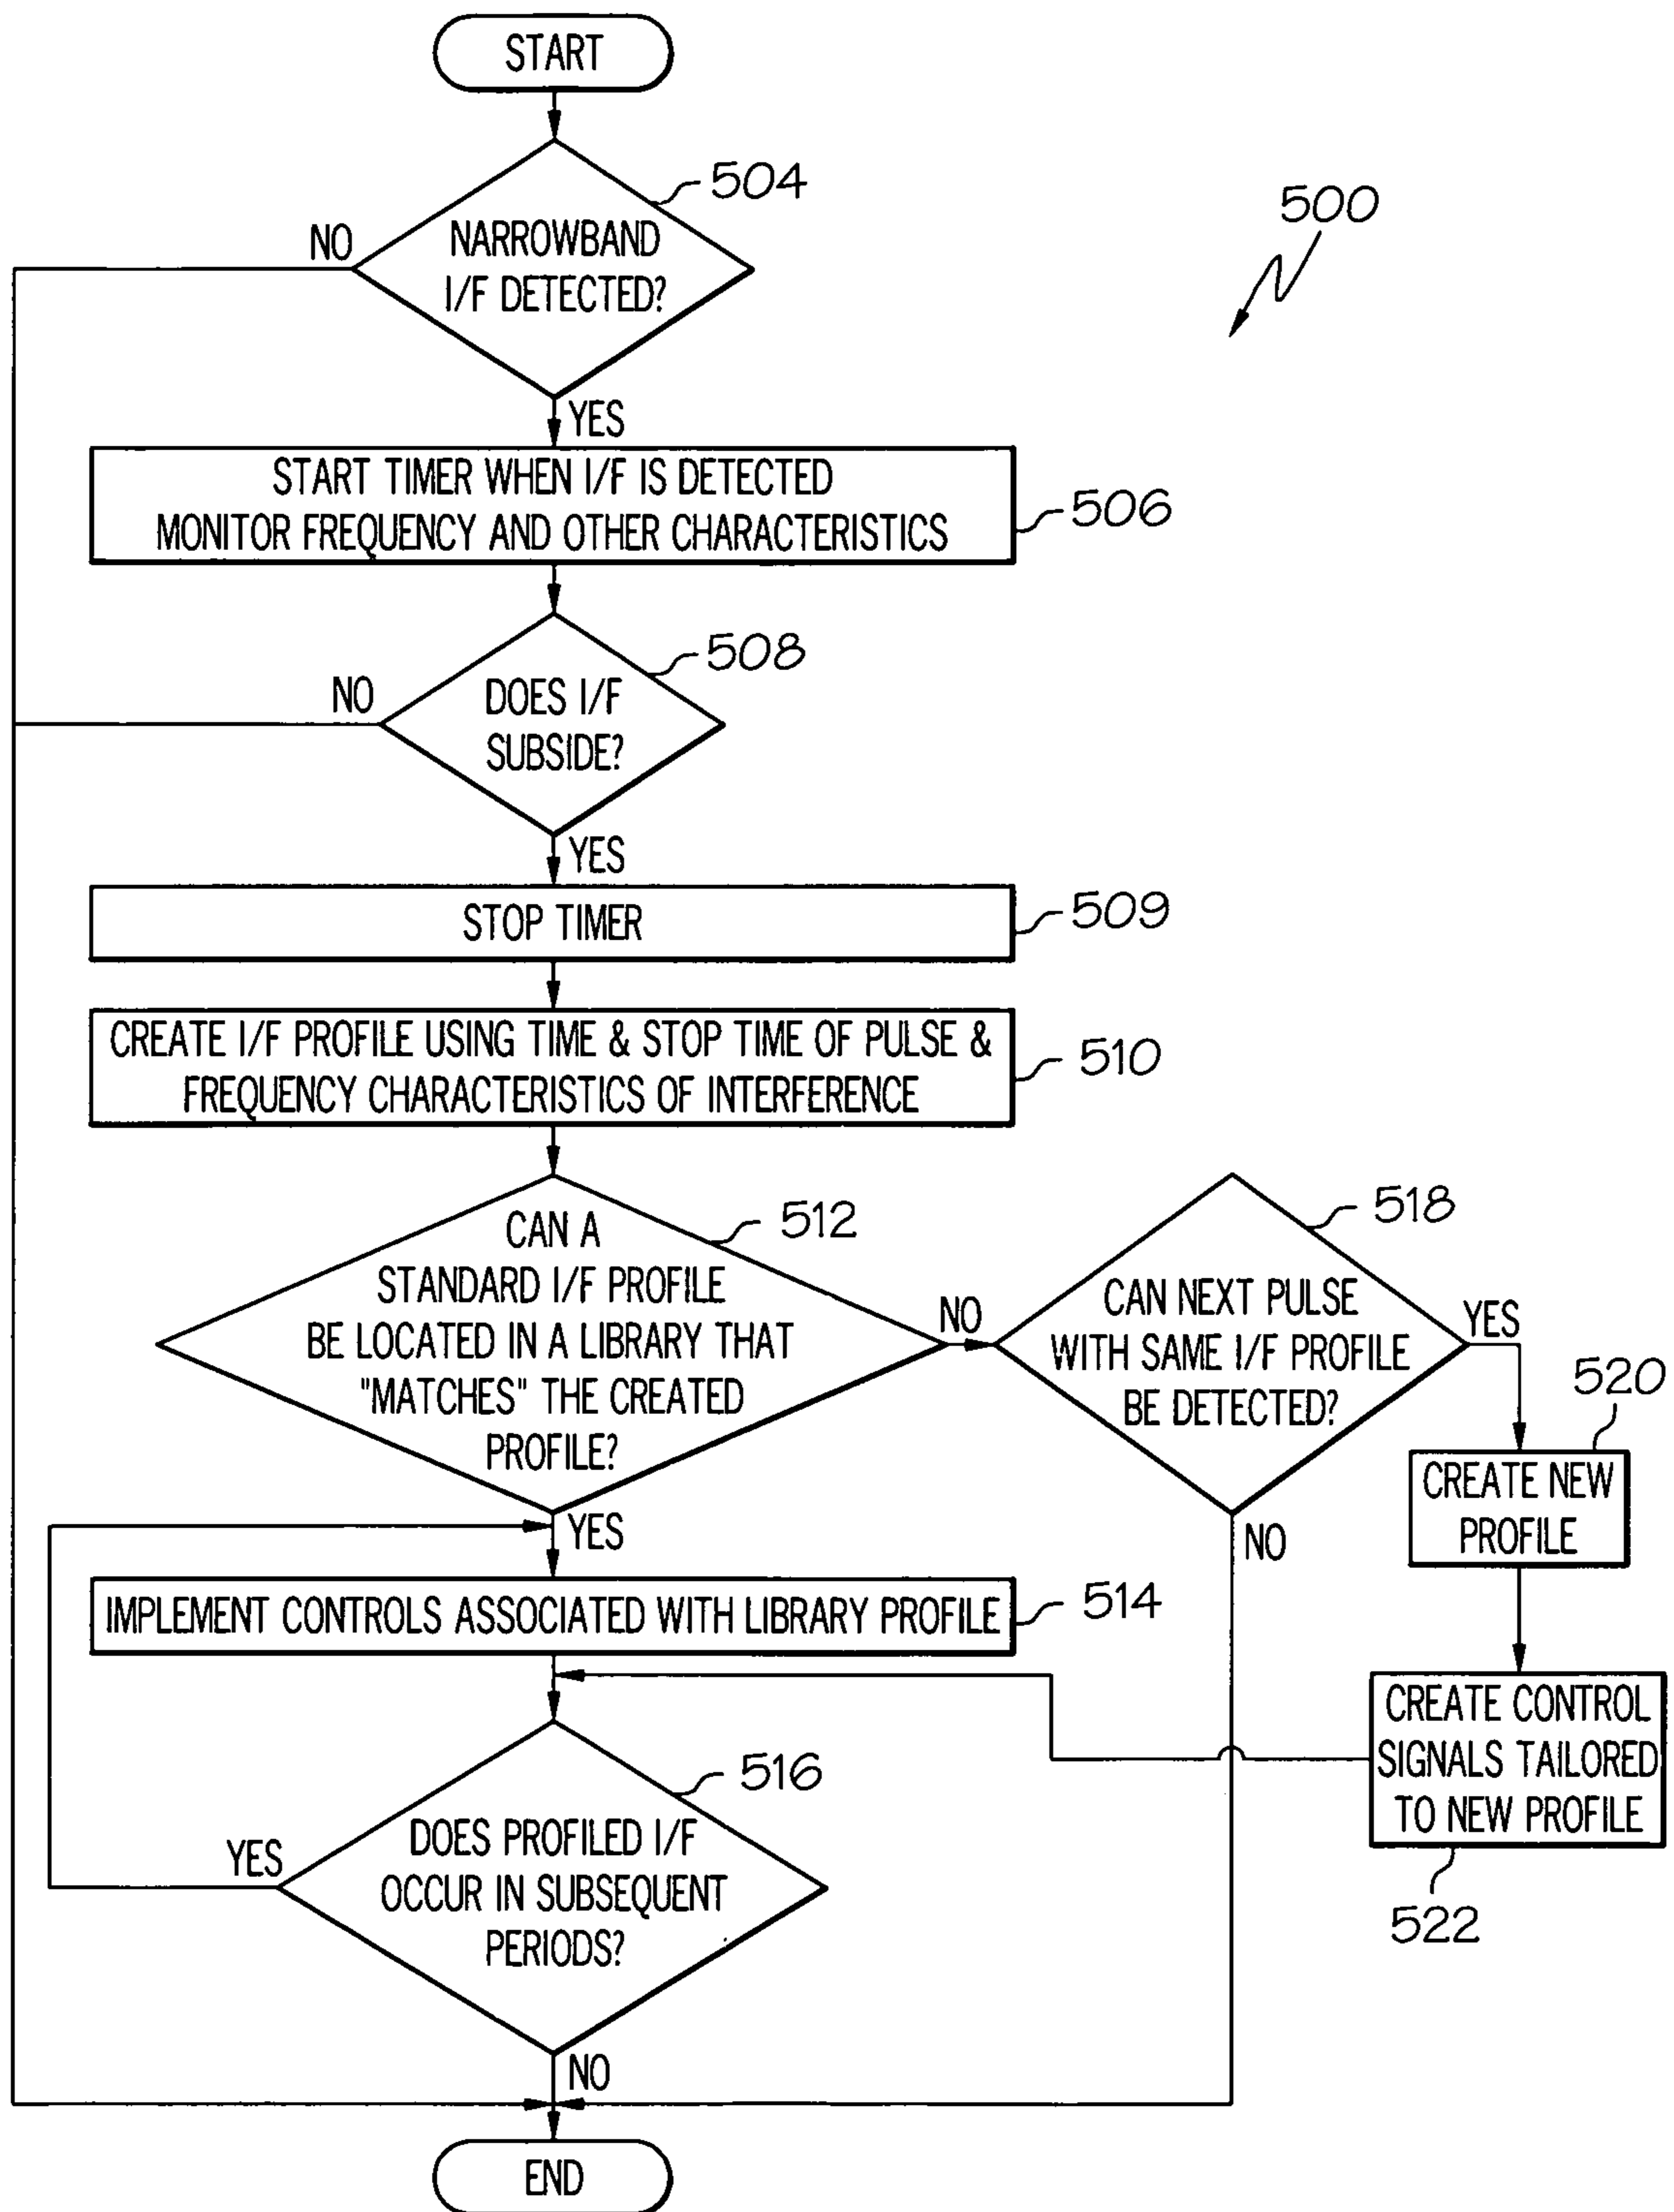 START
504
NO
NARROWBAND
I/F DETECTED?
500
YES
START TIMER WHEN I/F IS DETECTED
MONITOR FREQUENCY AND OTHER CHARACTERISTICS
506
508
NO
DOES I/F
SUBSIDE?
YES
STOP TIMER
509
CREATE I/F PROFILE USING TIME & STOP TIME OF PULSE &
FREQUENCY CHARACTERISTICS OF INTERFERENCE
510
512
CAN A
STANDARD I/F PROFILE
BE LOCATED IN A LIBRARY THAT
"MATCHES" THE CREATED
PROFILE?
NO
518
CAN NEXT PULSE
WITH SAME I/F PROFILE
BE DETECTED?
YES
520
CREATE NEW
PROFILE
YES
NO
IMPLEMENT CONTROLS ASSOCIATED WITH LIBRARY PROFILE
514
CREATE CONTROL
SIGNALS TAILORED
TO NEW PROFILE
522
516
YES
DOES PROFILED I/F
OCCUR IN SUBSEQUENT
PERIODS?
NO
END